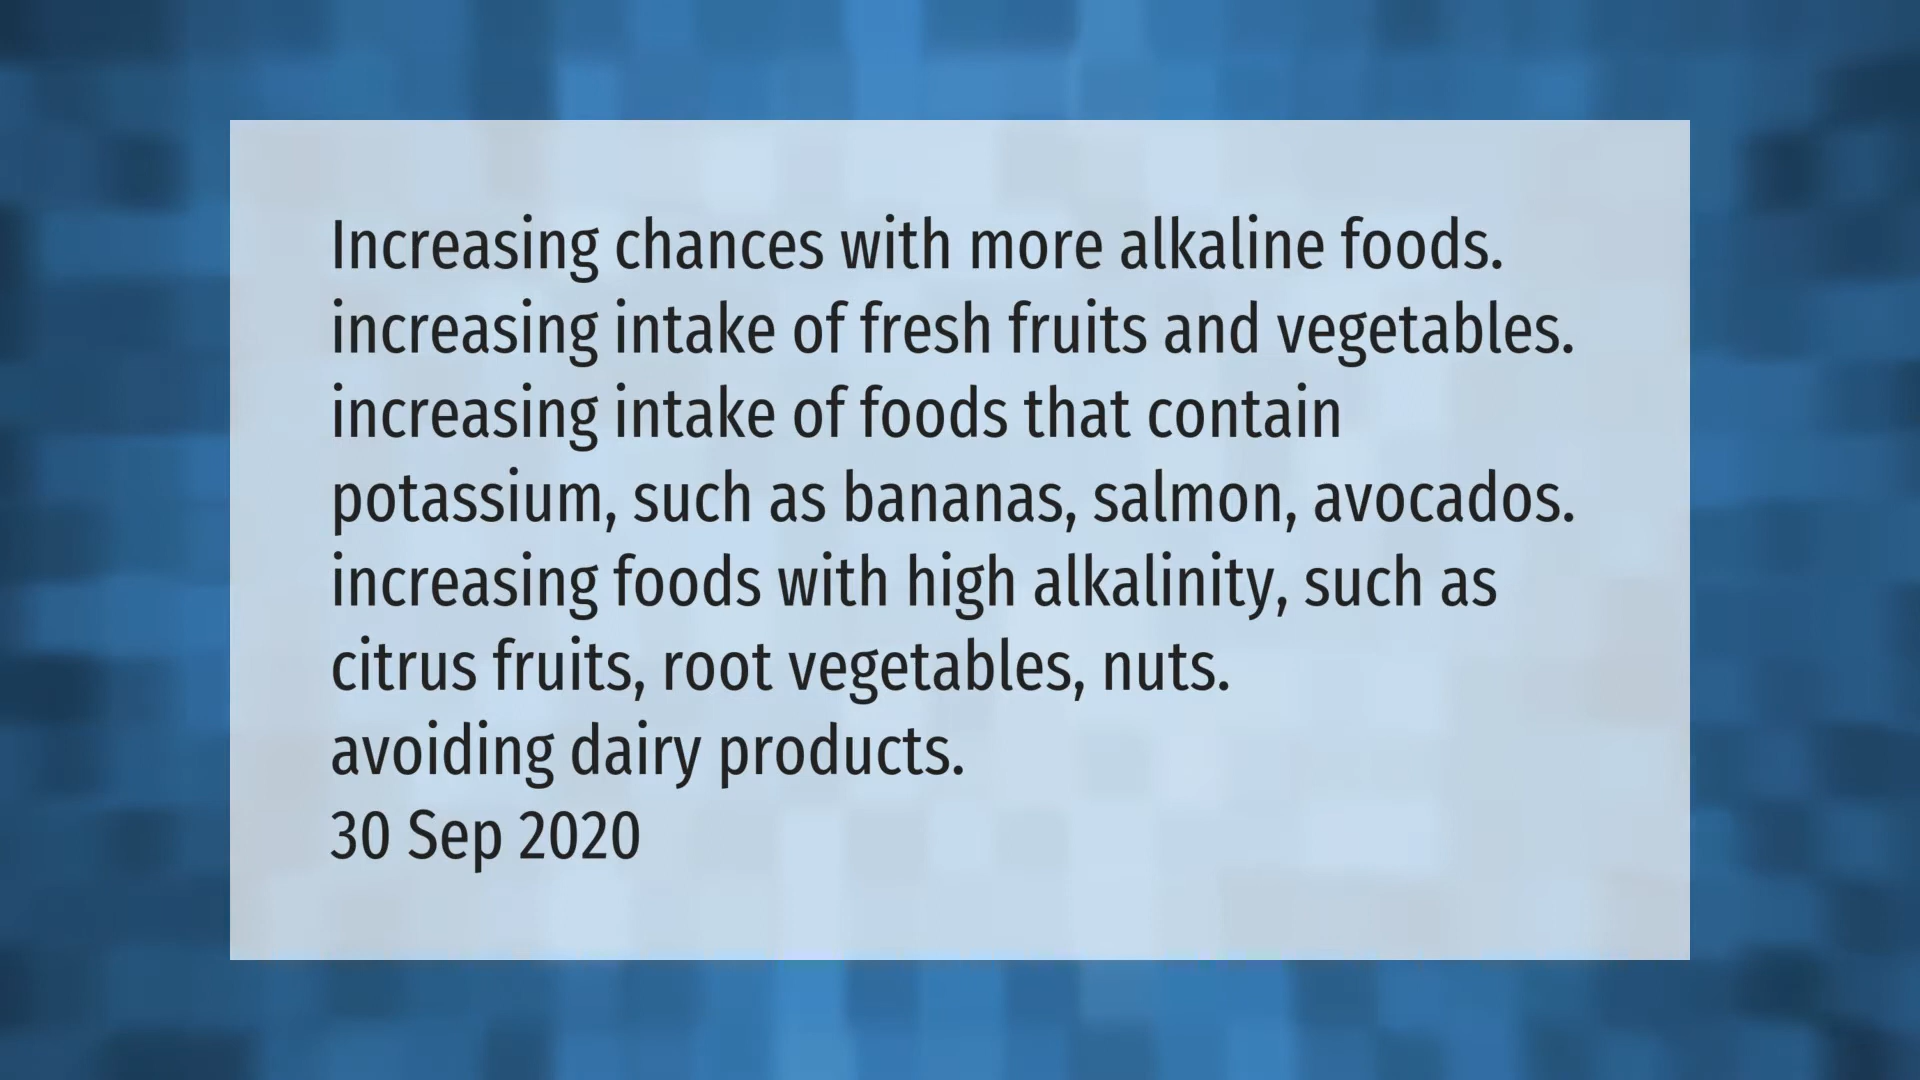 Increasing chances with more alkaline foods.
increasing intake of fresh fruits and vegetables.
increasing intake of foods that contain
potassium, such as bananas, salmon, avocados.
increasing foods with high alkalinity, such as
citrus fruits, root vegetables, nuts.
avoiding dairy products.
30 Sep 2020